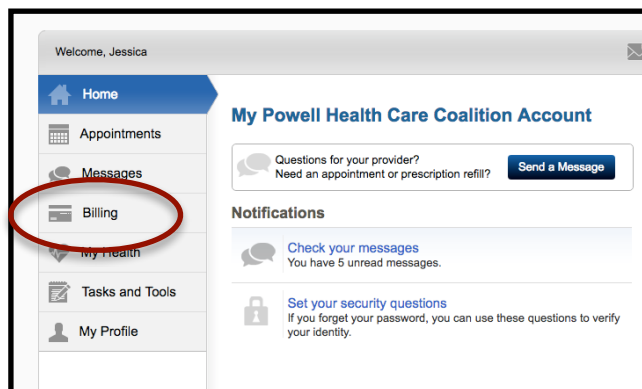 Welcome, Jessica
Home
Appointments
Messages
Billing
My Health
Tasks and Tools
My Profile
My Powell Health Care Coalition Account
Questions for your provider?
Need an appointment or prescription refill?
Send a Message
Notifications
Check your messages
You have 5 unread messages.
Set your security questions
If you forget your password, you can use these questions to verify
your identity.